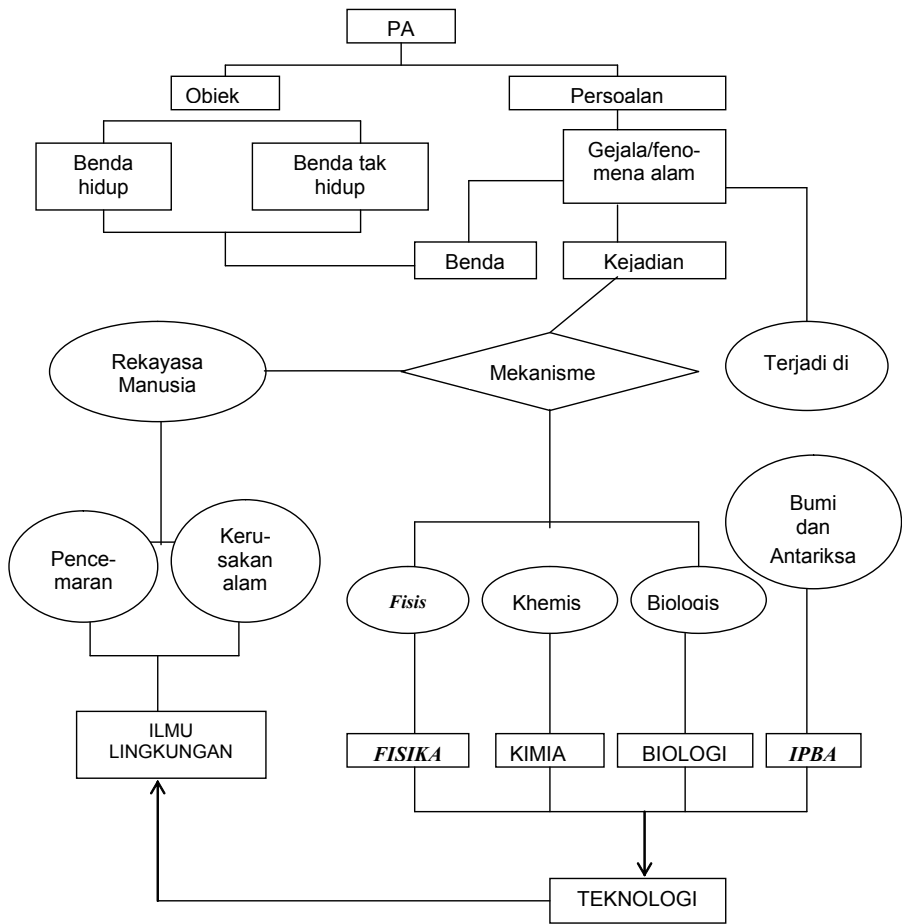 PA
Obiek
Persoalan
Benda
hidup
Benda tak
hidup
Gejala/feno-
mena alam
Benda
Kejadian
Rekayasa
Manusia
Mekanisme
Terjadi di
Pence-
maran
Keru-
sakan
alam
Bumi
dan
Antariksa
Fisis
Khemis
Biologis
ILMU
LINGKUNGAN
FISIKA
KIMIA
BIOLOGI
IPBA
TEKNOLOGI